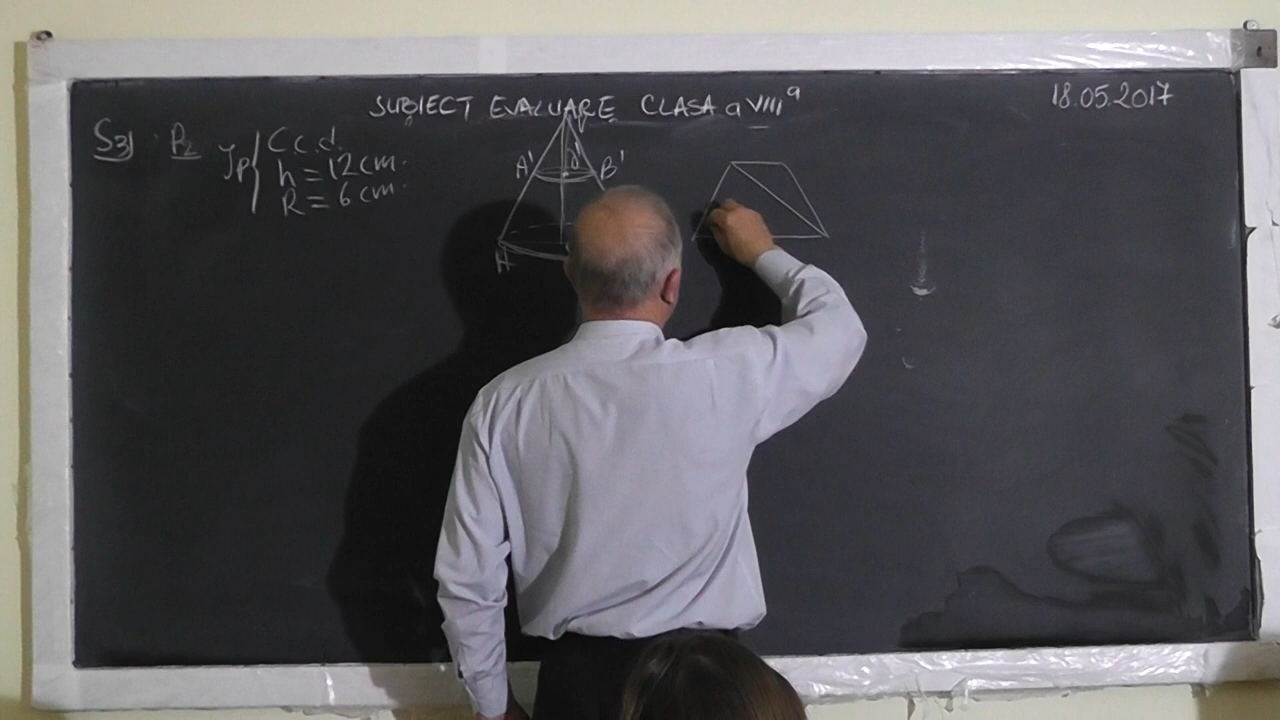 SUBIECT EVALUARE CLASA a VIII a
18.05.2017
S3) P2
Ip C.c.d.
h = 12 cm.
R = 6 cm.
A' O' B'
A